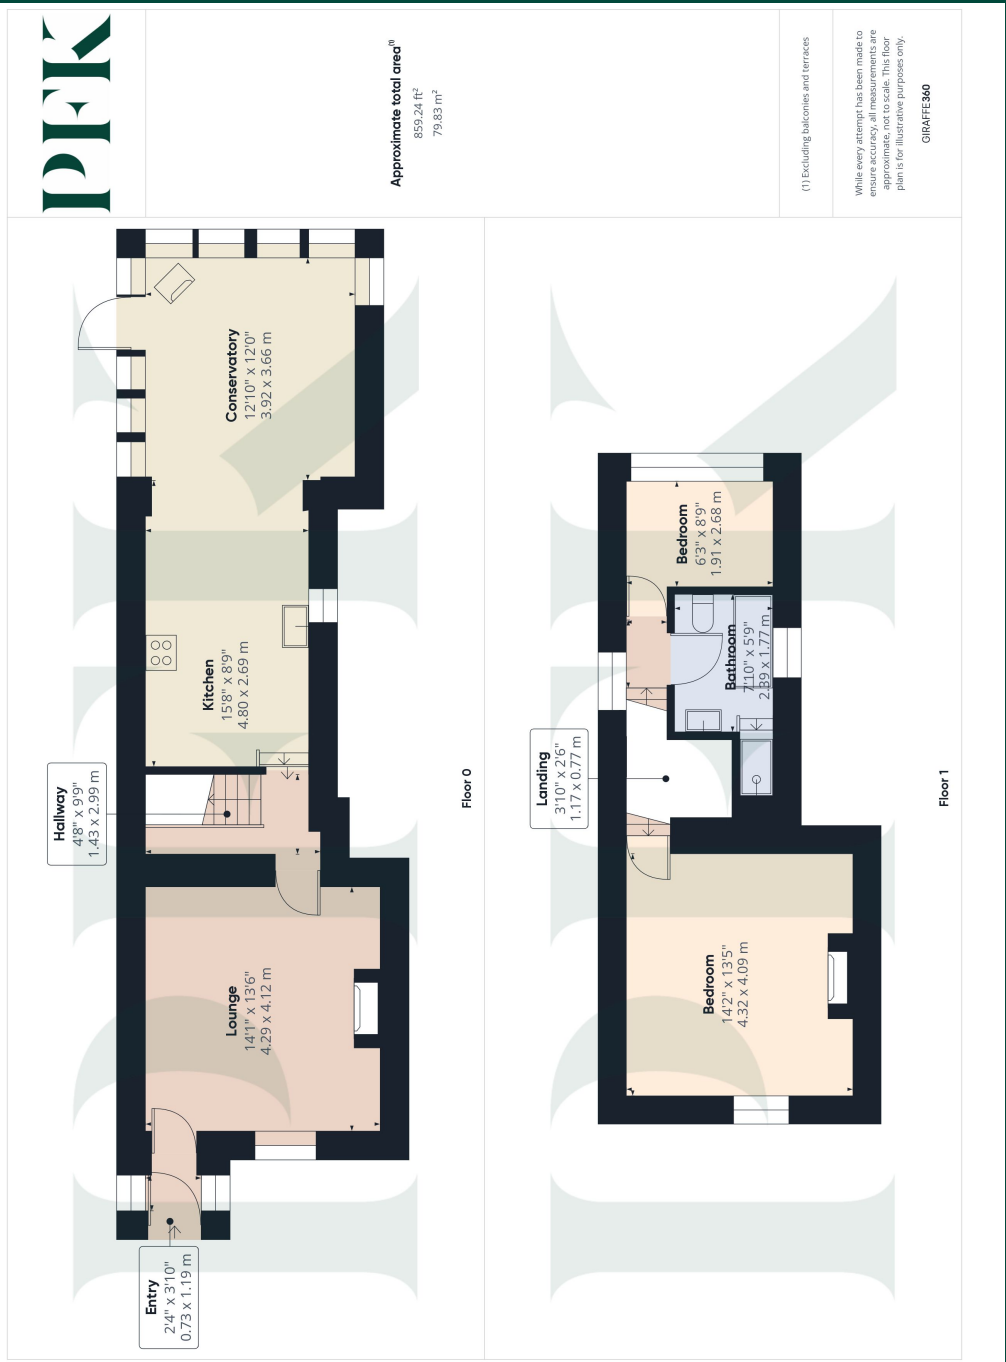 PFK
Approximate total area⁽¹⁾
859.24 ft²
79.83 m²
(1) Excluding balconies and terraces
While every attempt has been made to
ensure accuracy, all measurements are
approximate, not to scale. This floor
plan is for illustrative purposes only.
GIRAFFE360
Entry
2'4" x 3'10"
0.73 x 1.19 m
Lounge
14'1" x 13'6"
4.29 x 4.12 m
Hallway
4'8" x 9'9"
1.43 x 2.99 m
Kitchen
15'8" x 8'9"
4.80 x 2.69 m
Conservatory
12'10" x 12'0"
3.92 x 3.66 m
Floor 0
Bedroom
14'2" x 13'5"
4.32 x 4.09 m
Landing
3'10" x 2'6"
1.17 x 0.77 m
Bathroom
7'10" x 5'9"
2.39 x 1.77 m
Bedroom
6'3" x 8'9"
1.91 x 2.68 m
Floor 1